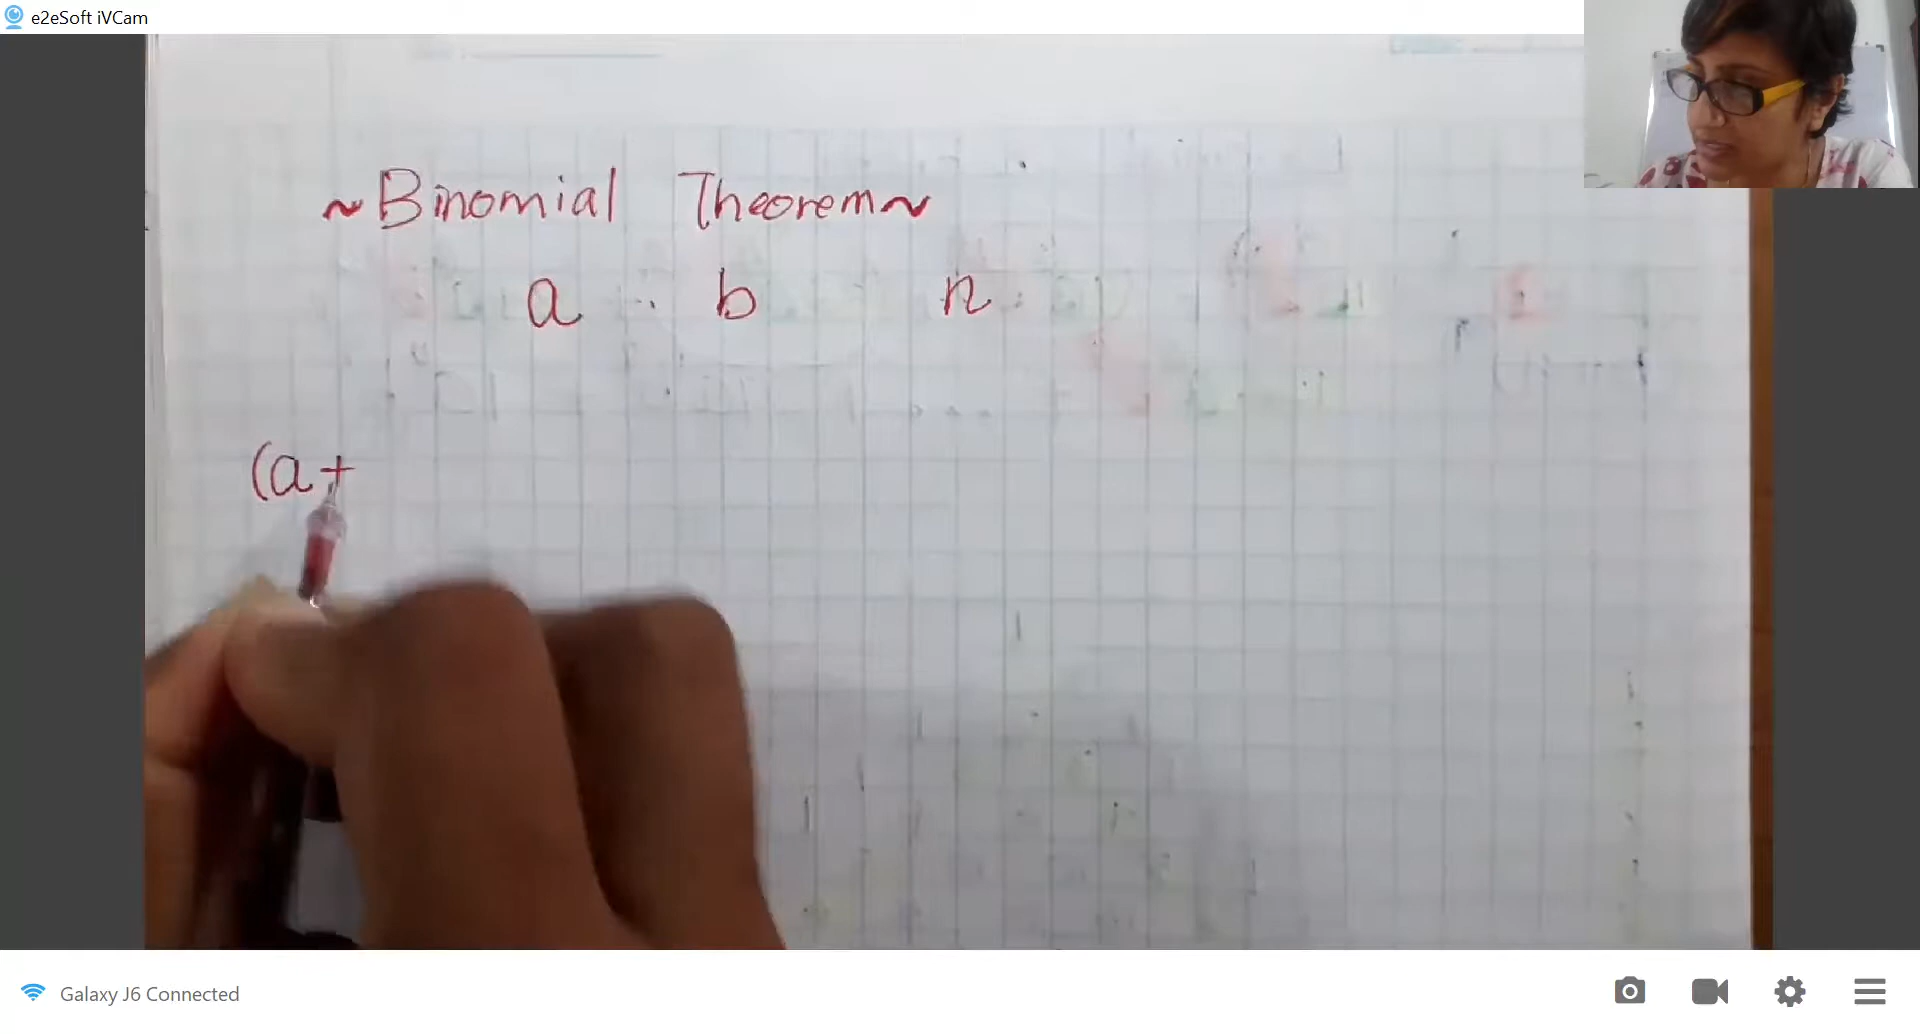 e2eSoft iVCam
~Binomial Theorem~
a b n
(a+
Galaxy J6 Connected